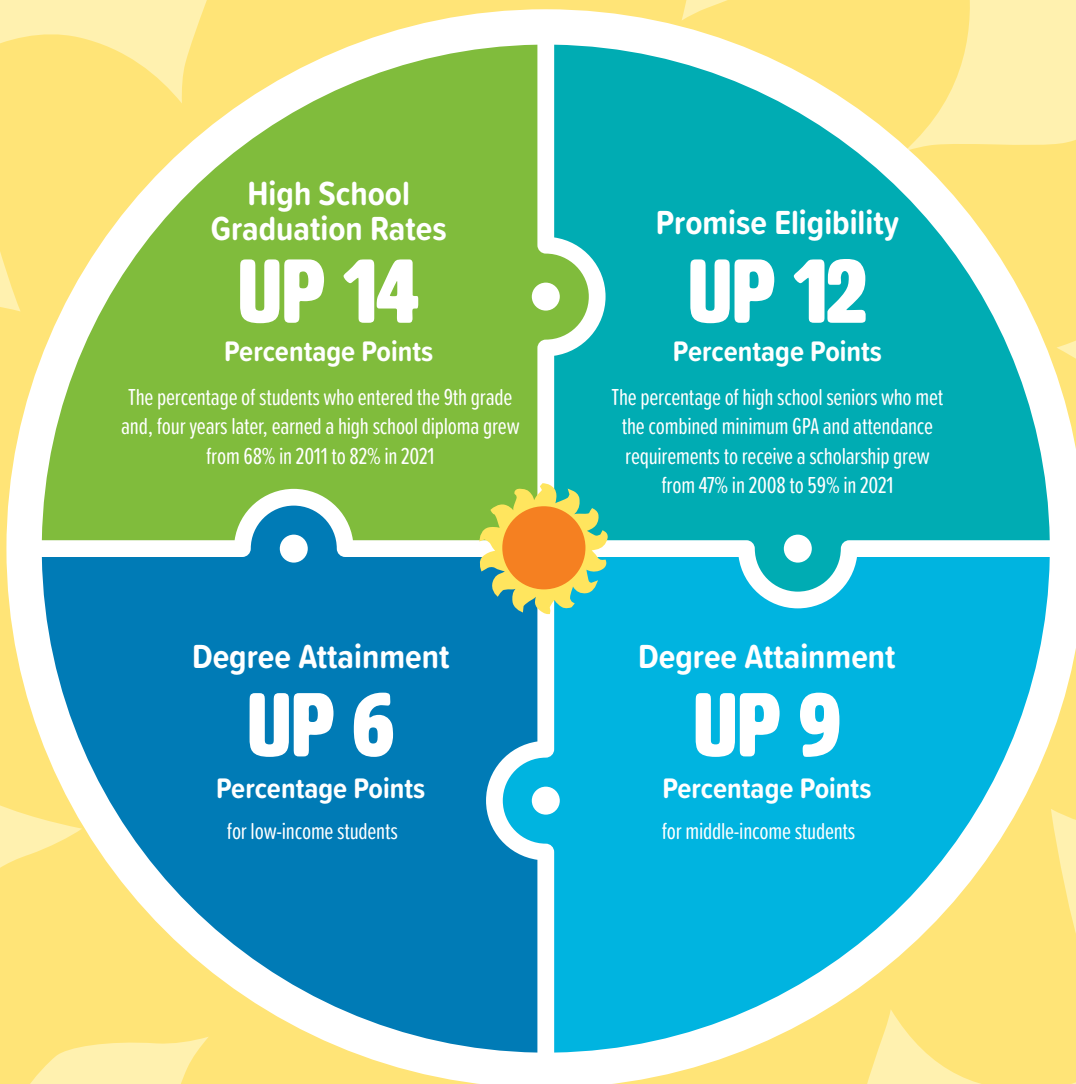 High School
Graduation Rates
UP 14
Percentage Points
The percentage of students who entered the 9th grade
and, four years later, earned a high school diploma grew
from 68% in 2011 to 82% in 2021
Promise Eligibility
UP 12
Percentage Points
The percentage of high school seniors who met
the combined minimum GPA and attendance
requirements to receive a scholarship grew
from 47% in 2008 to 59% in 2021
Degree Attainment
UP 6
Percentage Points
for low-income students
Degree Attainment
UP 9
Percentage Points
for middle-income students